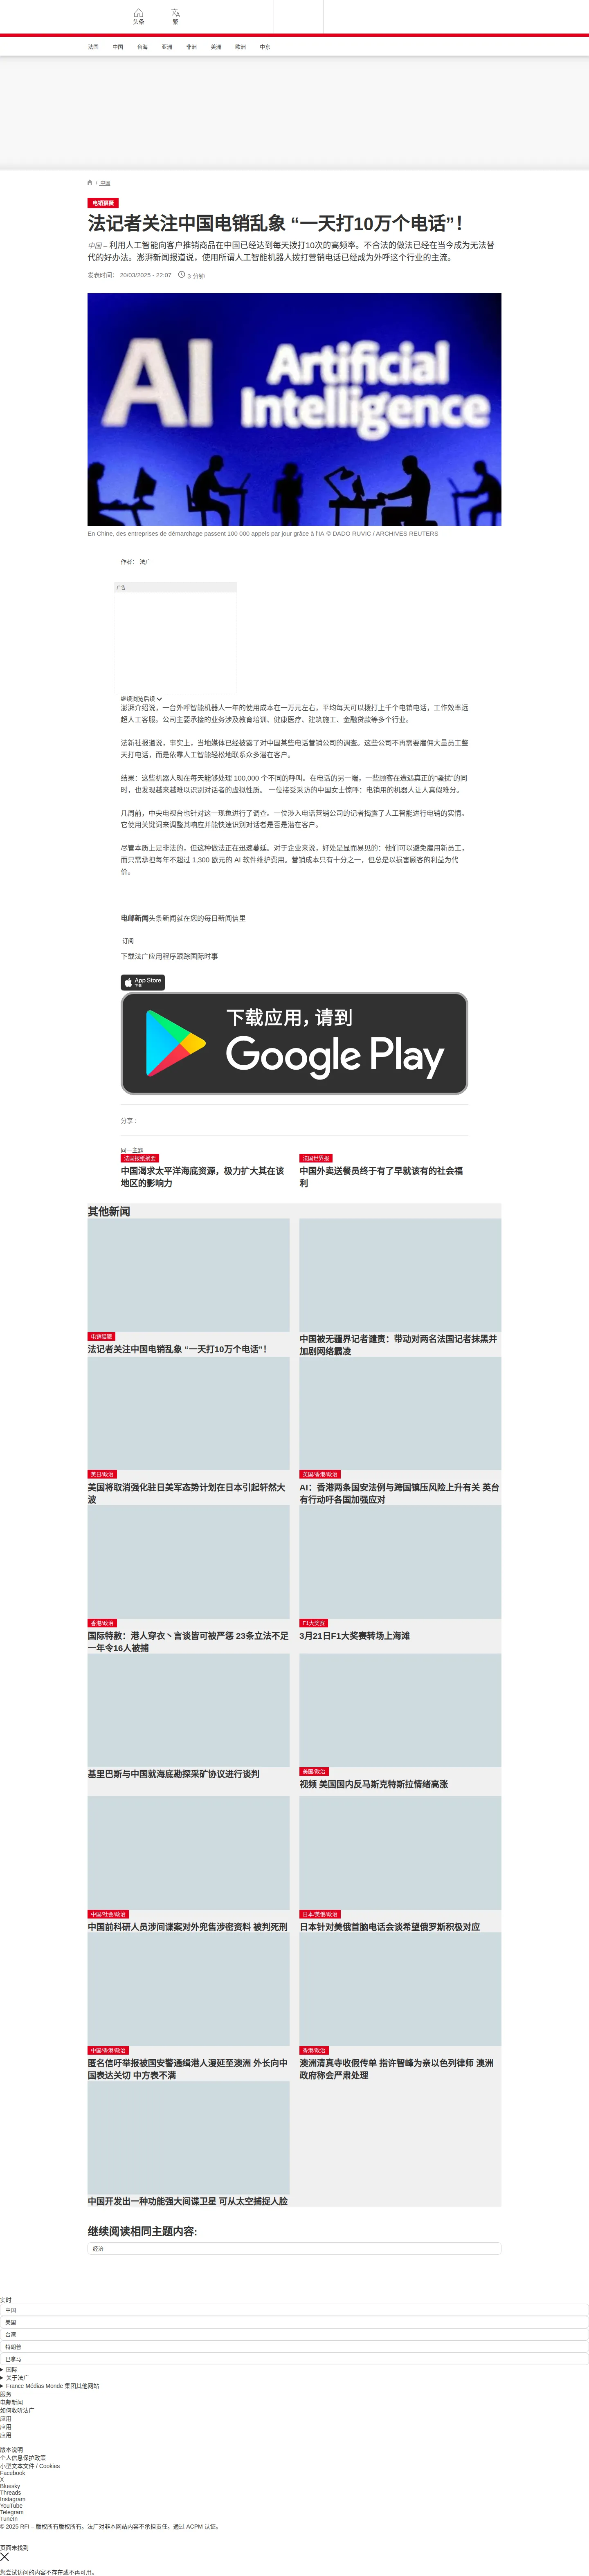 头条
繁
法国
中国
台海
亚洲
非洲
美洲
欧洲
中东
/ 中国
电销猖獗
法记者关注中国电销乱象 “一天打10万个电话”！
中国 – 利用人工智能向客户推销商品在中国已经达到每天拨打10次的高频率。不合法的做法已经在当今成为无法替
代的好办法。澎湃新闻报道说，使用所谓人工智能机器人拨打营销电话已经成为外呼这个行业的主流。
发表时间： 20/03/2025 - 22:07 3 分钟
AI Artificial
Intelligence
En Chine, des entreprises de démarchage passent 100 000 appels par jour grâce à l'IA © DADO RUVIC / ARCHIVES REUTERS
作者： 法广
广告
继续浏览后续
澎湃介绍说，一台外呼智能机器人一年的使用成本在一万元左右，平均每天可以拨打上千个电销电话，工作效率远
超人工客服。公司主要承接的业务涉及教育培训、健康医疗、建筑施工、金融贷款等多个行业。
法新社报道说，事实上，当地媒体已经披露了对中国某些电话营销公司的调查。这些公司不再需要雇佣大量员工整
天打电话，而是依靠人工智能轻松地联系众多潜在客户。
结果：这些机器人现在每天能够处理 100,000 个不同的呼叫。在电话的另一端，一些顾客在遭遇真正的“骚扰”的同
时，也发现越来越难以识别对话者的虚拟性质。 一位接受采访的中国女士惊呼：电销用的机器人让人真假难分。
几周前，中央电视台也针对这一现象进行了调查。一位涉入电话营销公司的记者揭露了人工智能进行电销的实情。
它使用关键词来调整其响应并能快速识别对话者是否是潜在客户。
尽管本质上是非法的，但这种做法正在迅速蔓延。对于企业来说，好处是显而易见的：他们可以避免雇用新员工，
而只需承担每年不超过 1,300 欧元的 AI 软件维护费用。营销成本只有十分之一，但总是以损害顾客的利益为代
价。
电邮新闻头条新闻就在您的每日新闻信里
订阅
下载法广应用程序跟踪国际时事
App Store
下载
下载应用，请到
Google Play
分享 :
同一主题
法国报纸摘要
中国渴求太平洋海底资源，极力扩大其在该
地区的影响力
法国世界报
中国外卖送餐员终于有了早就该有的社会福
利
其他新闻
电销猖獗
法记者关注中国电销乱象 “一天打10万个电话”！
中国被无疆界记者谴责：带动对两名法国记者抹黑并
加剧网络霸凌
美日/政治
美国将取消强化驻日美军态势计划在日本引起轩然大
波
英国/香港/政治
AI：香港两条国安法例与跨国镇压风险上升有关 英台
有行动吁各国加强应对
香港/政治
国际特赦：港人穿衣丶言谈皆可被严惩 23条立法不足
一年令16人被捕
F1大奖赛
3月21日F1大奖赛转场上海滩
基里巴斯与中国就海底勘探采矿协议进行谈判
美国/政治
视频 美国国内反马斯克特斯拉情绪高涨
中国/社会/政治
中国前科研人员涉间谍案对外兜售涉密资料 被判死刑
日本/美俄/政治
日本针对美俄首脑电话会谈希望俄罗斯积极对应
中国/香港/政治
匿名信吁举报被国安警通缉港人漫延至澳洲 外长向中
国表达关切 中方表不满
香港/政治
澳洲清真寺收假传单 指许智峰为亲以色列律师 澳洲
政府称会严肃处理
中国开发出一种功能强大间谍卫星 可从太空捕捉人脸
继续阅读相同主题内容:
经济
实时
中国
美国
台湾
特朗普
巴拿马
国际
关于法广
France Médias Monde 集团其他网站
服务
电邮新闻
如何收听法广
应用
应用
应用
版本说明
个人信息保护政策
小型文本文件 / Cookies
Facebook
X
Bluesky
Threads
Instagram
YouTube
Telegram
TuneIn
© 2025 RFI – 版权所有版权所有。法广对非本网站内容不承担责任。通过 ACPM 认证。
页面未找到
您尝试访问的内容不存在或不再可用。